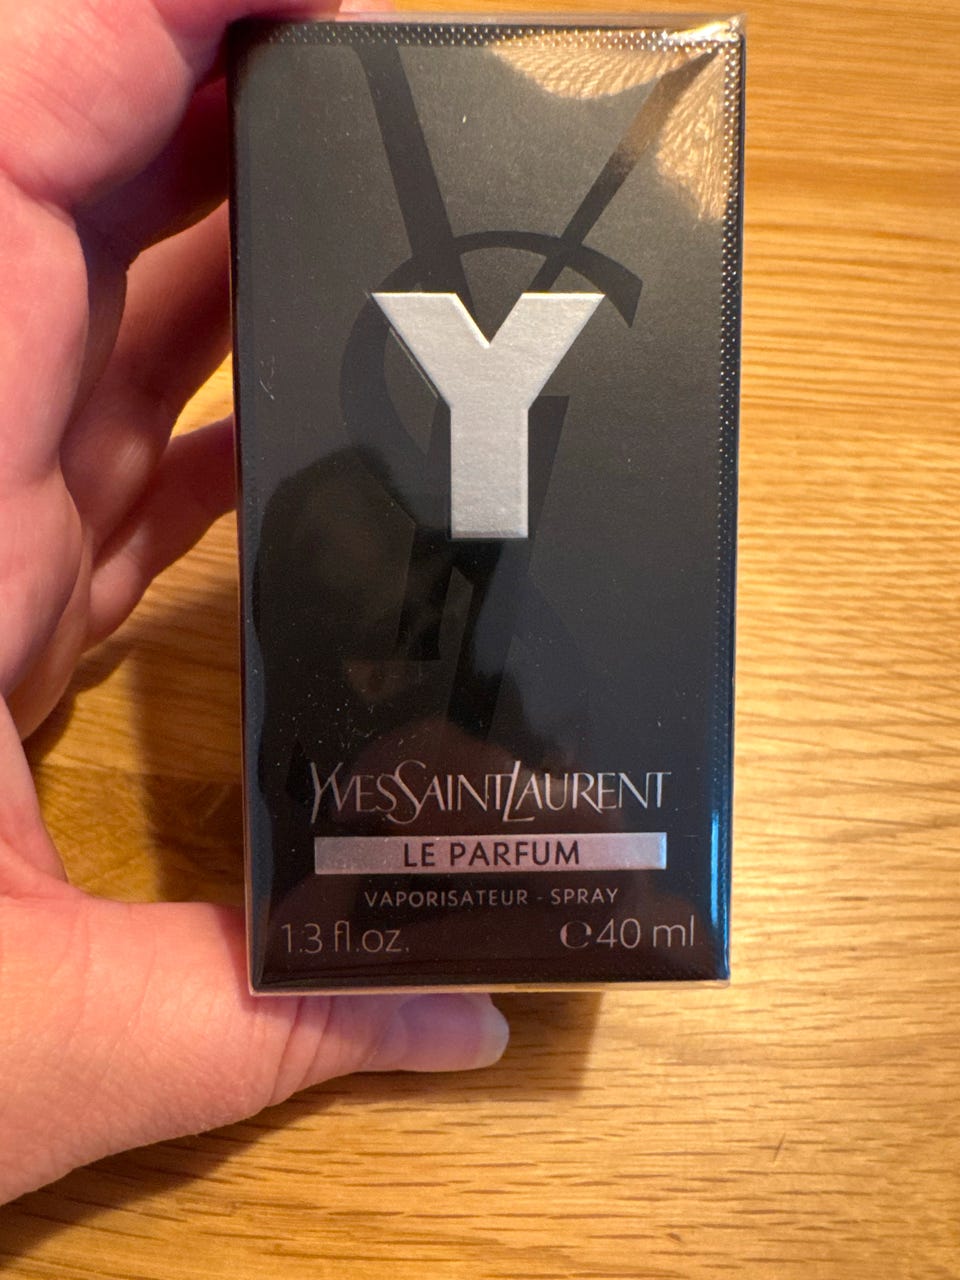 Y
YVESSAINTLAURENT
LE PARFUM
VAPORISATEUR - SPRAY
1.3 fl.oz. ℮40 ml